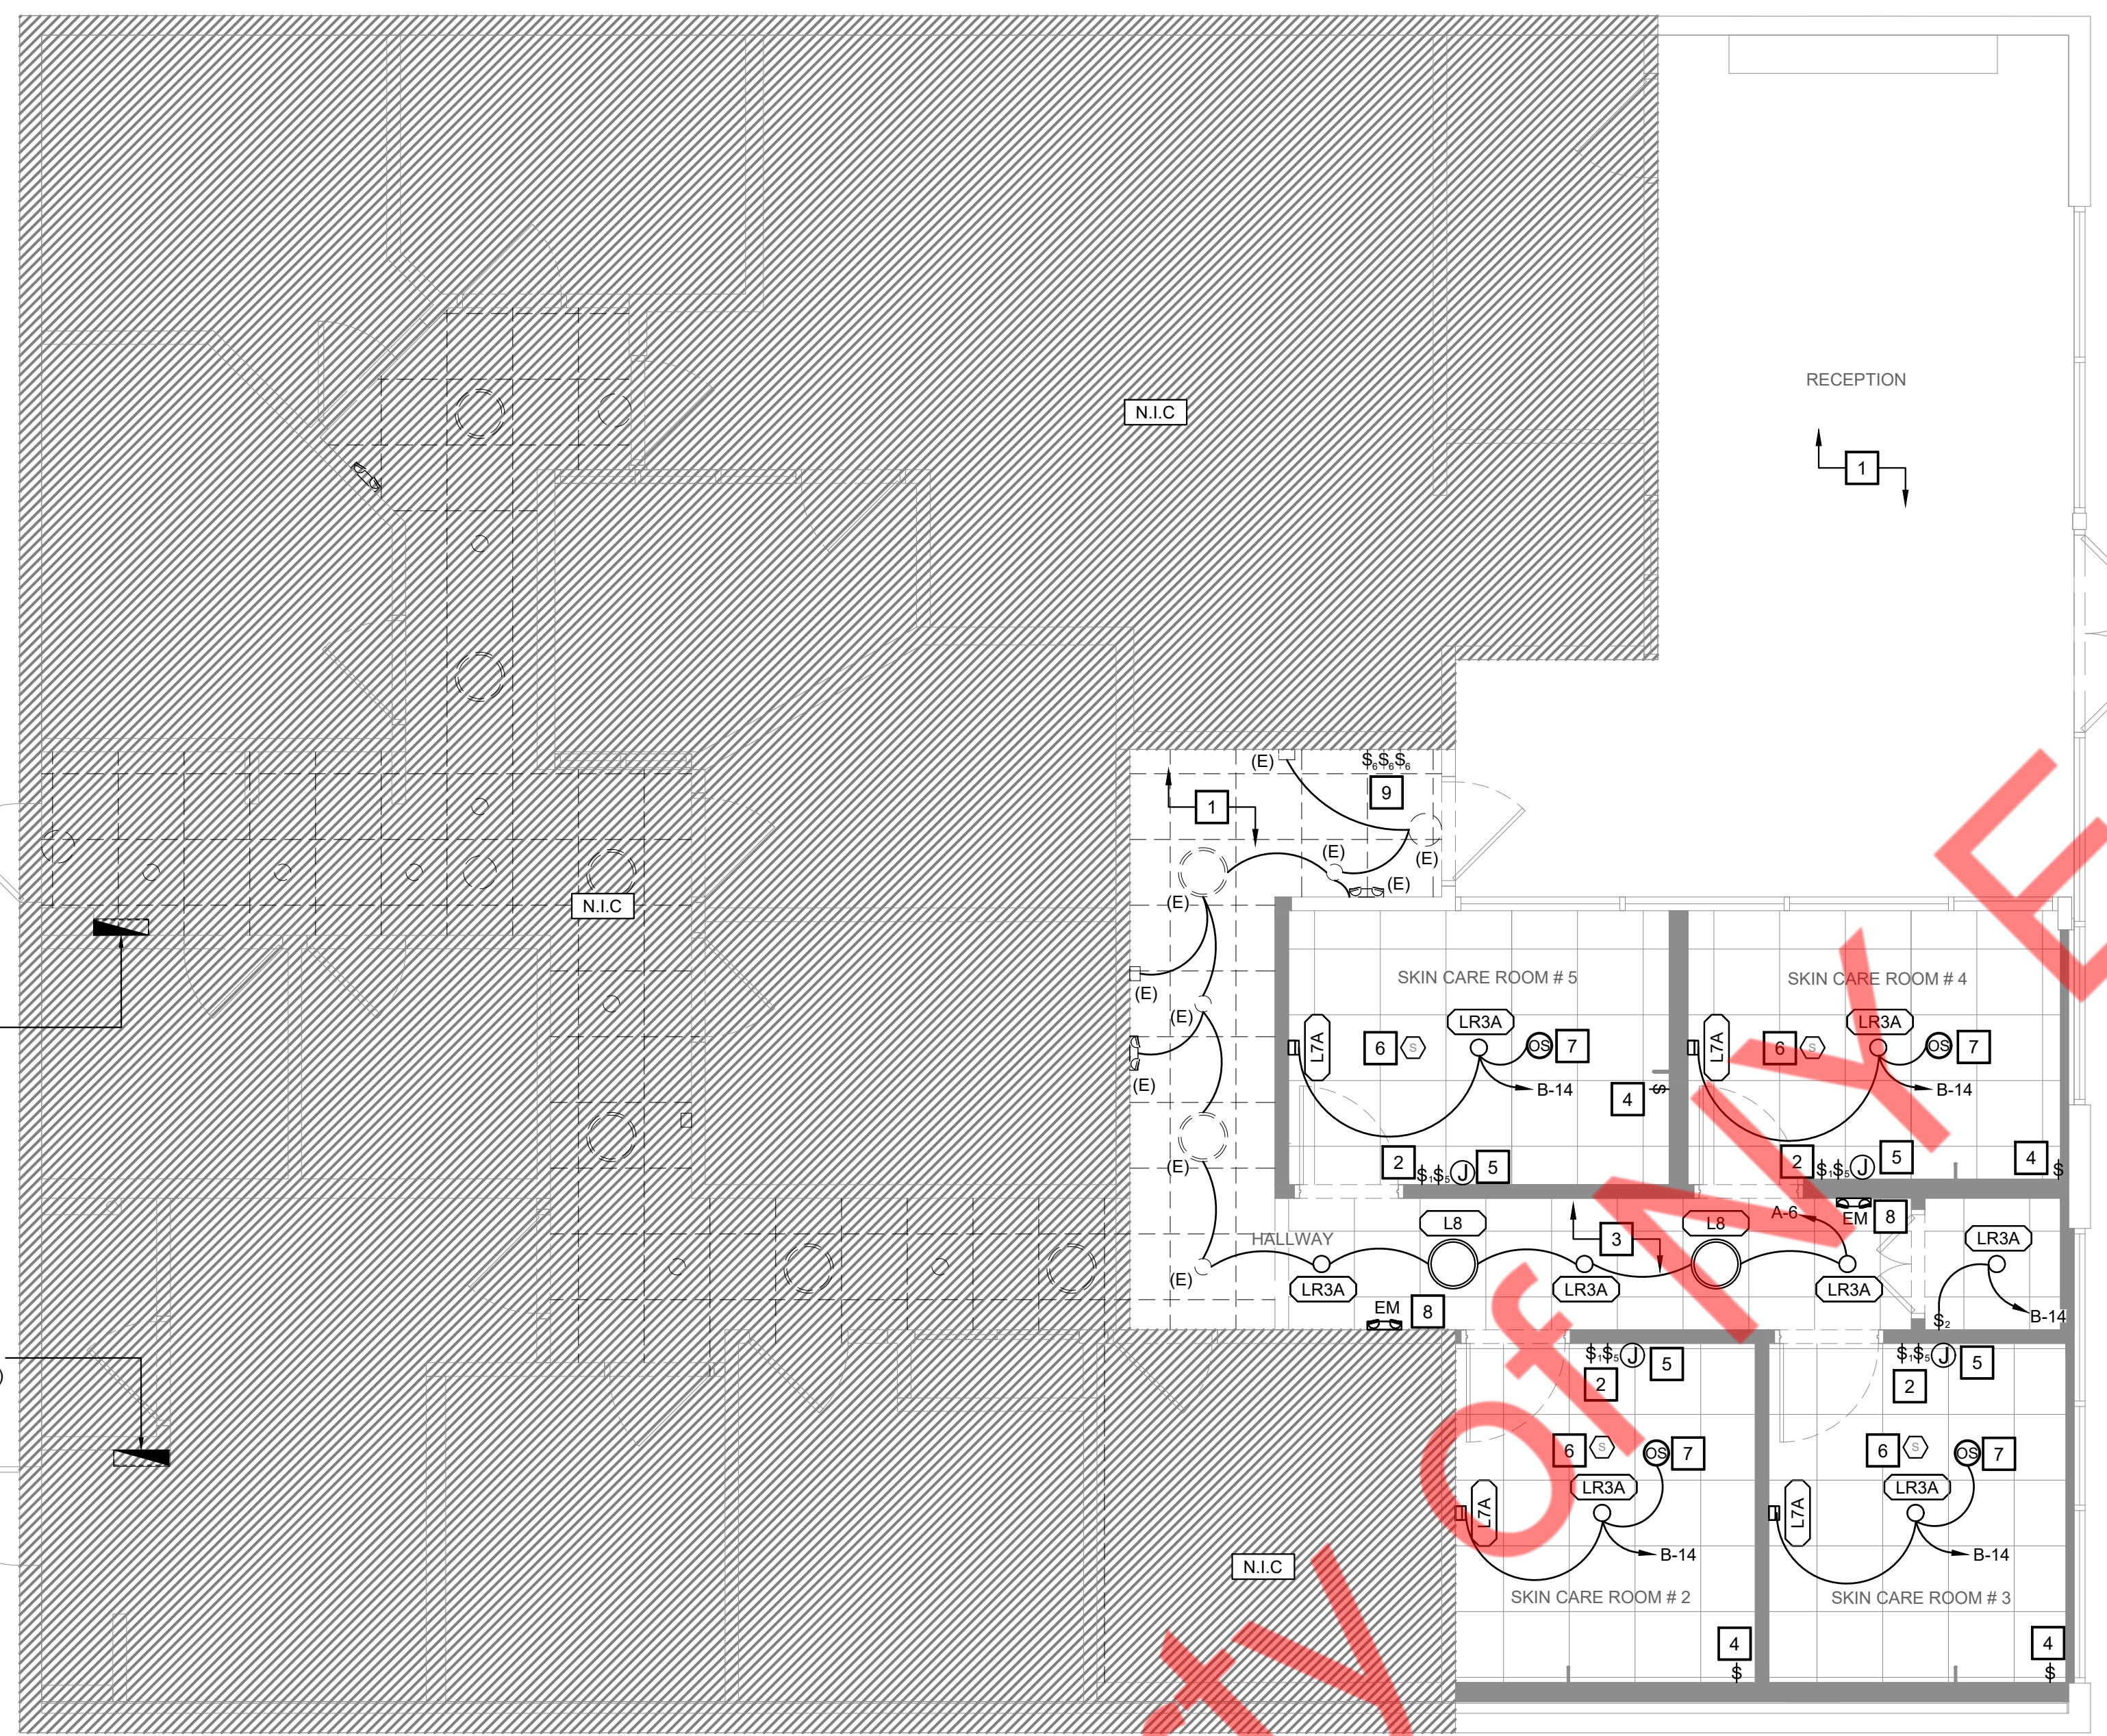 RECEPTION
N.I.C
1
(E)
$6$6$6
9
1
(E)
(E)
(E)
(E)
N.I.C
(E)
(E)
(E)
(E)
(E)
SKIN CARE ROOM # 5
L7A
6
S
LR3A
OS
7
B-14
4
$
2
$1$5
J
5
SKIN CARE ROOM # 4
L7A
6
S
LR3A
OS
7
B-14
2
$1$5
J
5
4
$
HALLWAY
L8
3
L8
A-6
EM
8
LR3A
LR3A
LR3A
LR3A
EM
8
$2
B-14
$1$5
J
5
2
6
S
OS
7
L7A
LR3A
B-14
SKIN CARE ROOM # 2
4
$
$1$5
J
5
2
6
S
OS
7
L7A
LR3A
B-14
SKIN CARE ROOM # 3
4
$
N.I.C
)
ty of NY E